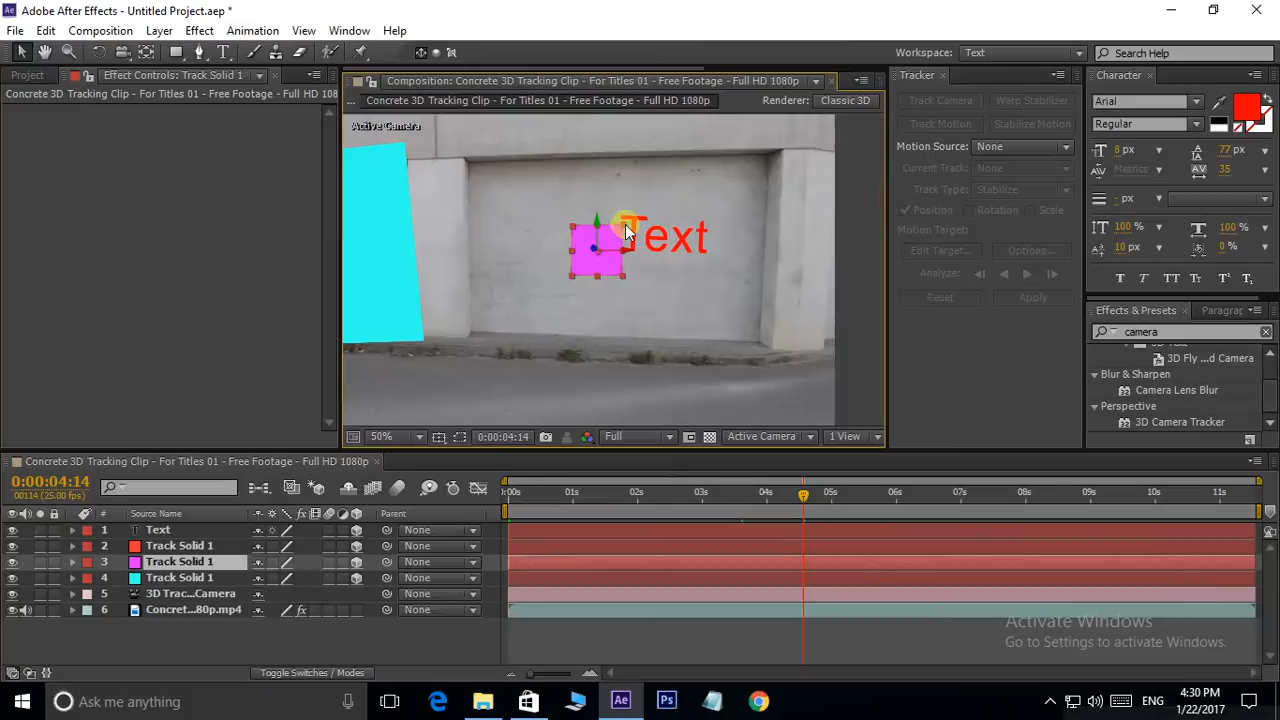 Adobe After Effects - Untitled Project.aep *
File Edit Composition Layer Effect Animation View Window Help
Workspace: Text Search Help
Project Effect Controls: Track Solid 1
Concrete 3D Tracking Clip - For Titles 01 - Free Footage - Full HD 1080p
Composition: Concrete 3D Tracking Clip - For Titles 01 - Free Footage - Full HD 1080p
... Concrete 3D Tracking Clip - For Titles 01 - Free Footage - Full HD 1080p Renderer: Classic 3D
Active Camera
Text
50% 0:00:04:14 Full Active Camera 1 View
Tracker
Track Camera Warp Stabilizer
Track Motion Stabilize Motion
Motion Source: None
Current Track: None
Track Type: Stabilize
Position Rotation Scale
Motion Target:
Edit Target... Options...
Analyze:
Reset Apply
Character
Arial
Regular
8 px 77 px
Metrics 35
- px
100% 100%
10 px 0%
T T TT Tr T¹ T₁
Effects & Presets Paragraph
camera
3D Text
3D Fly ...d Camera
Blur & Sharpen
Camera Lens Blur
Perspective
3D Camera Tracker
Concrete 3D Tracking Clip - For Titles 01 - Free Footage - Full HD 1080p
0:00:04:14
00114 (25.00 fps)
:00s 01s 02s 03s 04s 05s 06s 07s 08s 09s 10s 11s
# Source Name Parent
1 T Text None
2 Track Solid 1 None
3 Track Solid 1 None
4 Track Solid 1 None
5 3D Trac...Camera None
6 Concret...80p.mp4 None
Activate Windows
Go to Settings to activate Windows.
Toggle Switches / Modes
Ask me anything
ENG
4:30 PM
1/22/2017